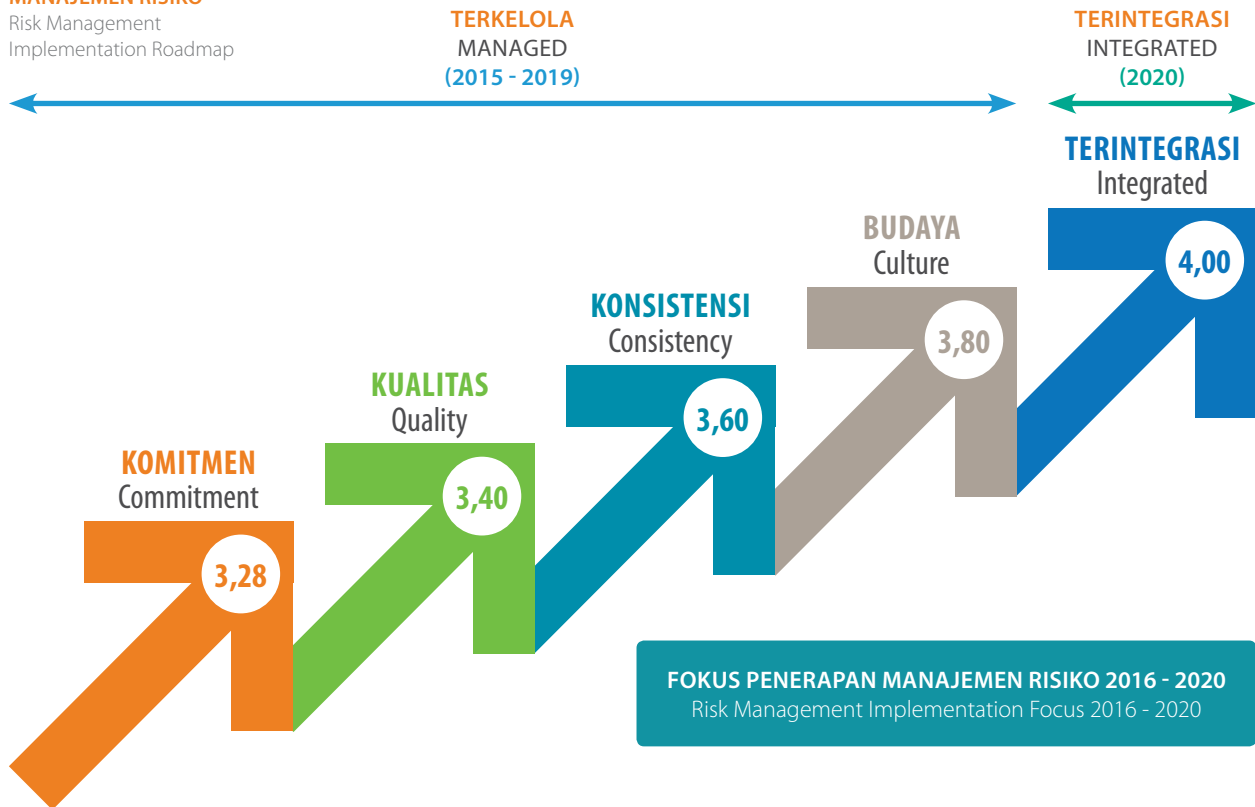 MANAJEMEN RISIKO
Risk Management
Implementation Roadmap
TERKELOLA
MANAGED
(2015 - 2019)
TERINTEGRASI
INTEGRATED
(2020)
TERINTEGRASI
Integrated
4,00
BUDAYA
Culture
3,80
KONSISTENSI
Consistency
3,60
KUALITAS
Quality
3,40
KOMITMEN
Commitment
3,28
FOKUS PENERAPAN MANAJEMEN RISIKO 2016 - 2020
Risk Management Implementation Focus 2016 - 2020